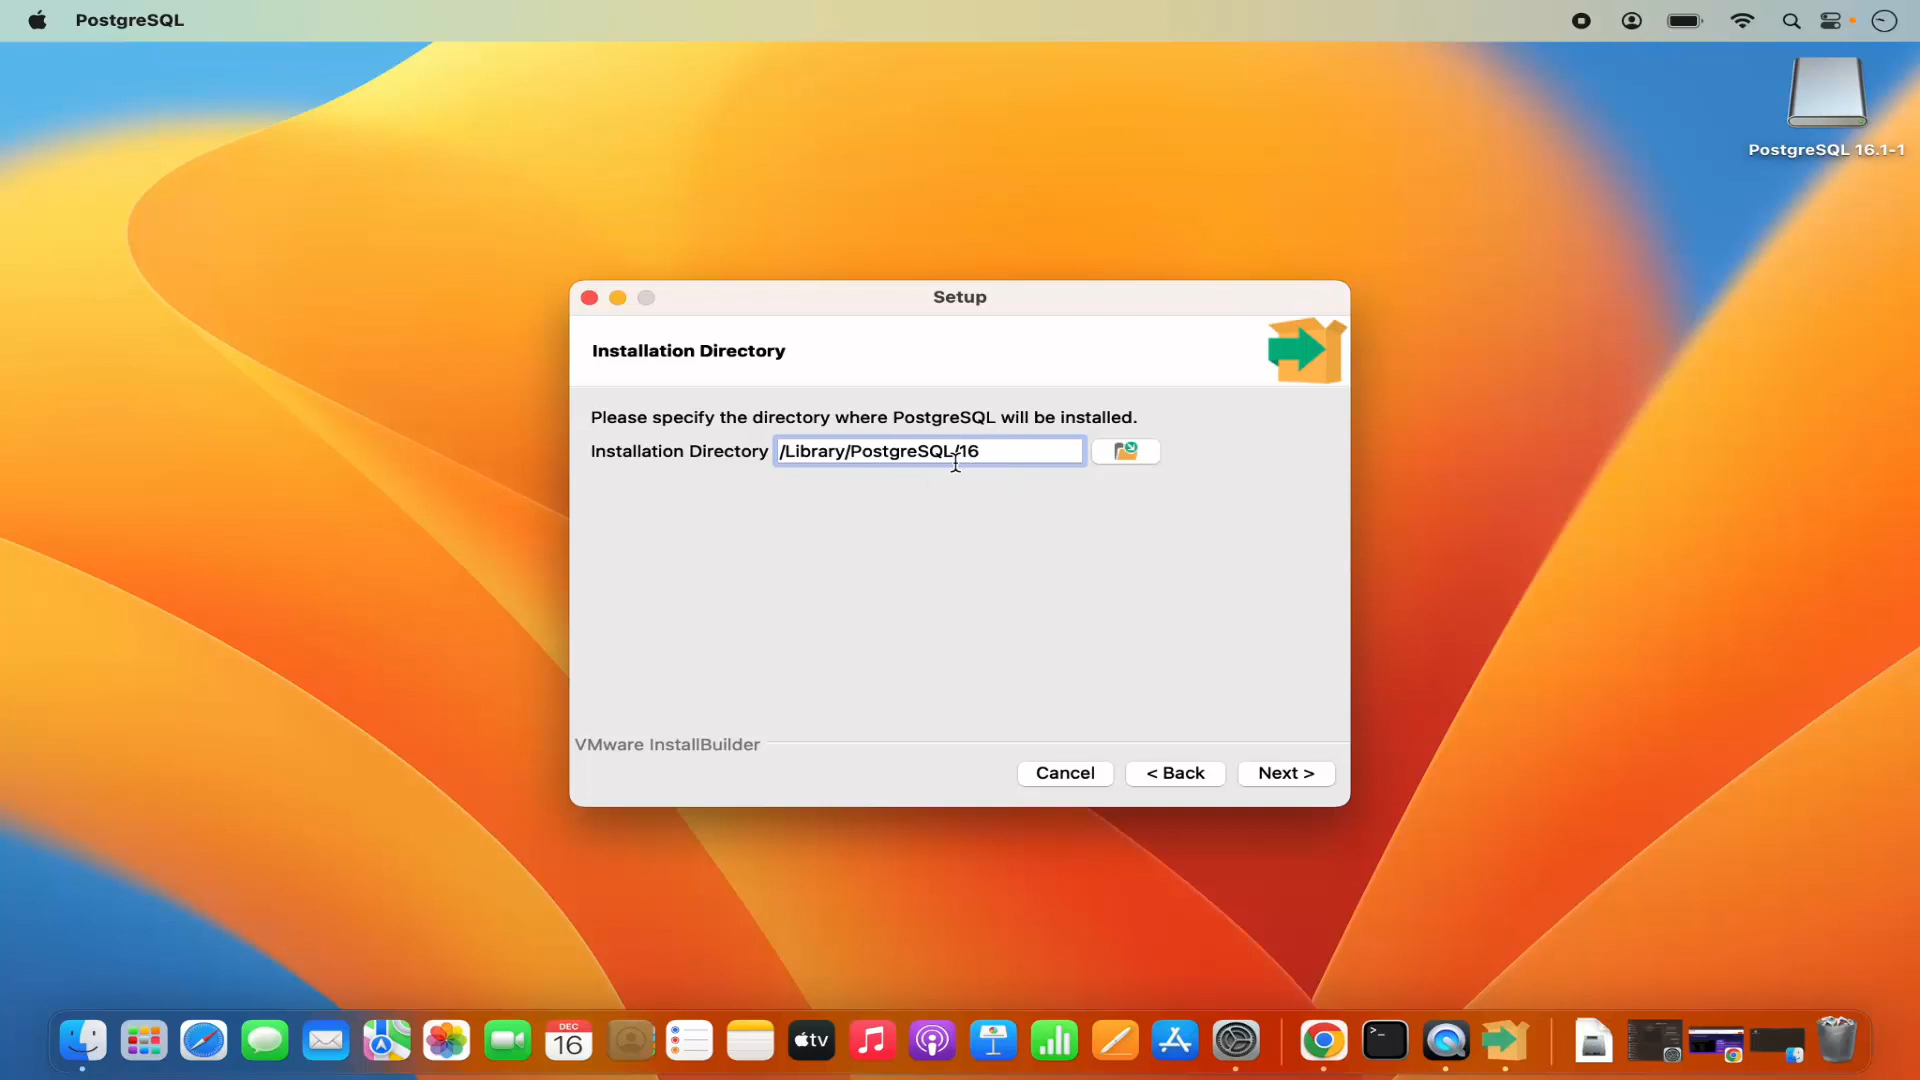 PostgreSQL
PostgreSQL 16.1-1
Setup
Installation Directory
Please specify the directory where PostgreSQL will be installed.
Installation Directory /Library/PostgreSQL/16
VMware InstallBuilder
Cancel < Back Next >
DEC
16
tv
>_